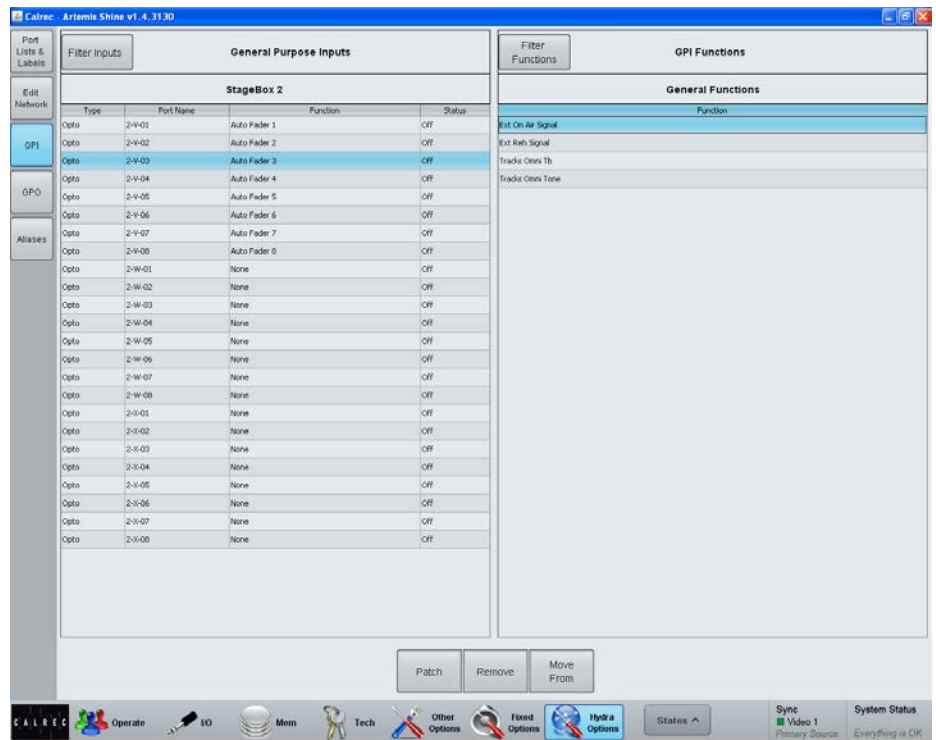 Calrec - Artemis Shine v1.4.3130
Port
Lists &
Labels
Edit
Network
GPI
GPO
Aliases
Filter Inputs
General Purpose Inputs
StageBox 2
Type Port Name Function Status
Opto 2-V-01 Auto Fader 1 Off
Opto 2-V-02 Auto Fader 2 Off
Opto 2-V-03 Auto Fader 3 Off
Opto 2-V-04 Auto Fader 4 Off
Opto 2-V-05 Auto Fader 5 Off
Opto 2-V-06 Auto Fader 6 Off
Opto 2-V-07 Auto Fader 7 Off
Opto 2-V-08 Auto Fader 8 Off
Opto 2-W-01 None Off
Opto 2-W-02 None Off
Opto 2-W-03 None Off
Opto 2-W-04 None Off
Opto 2-W-05 None Off
Opto 2-W-06 None Off
Opto 2-W-07 None Off
Opto 2-W-08 None Off
Opto 2-X-01 None Off
Opto 2-X-02 None Off
Opto 2-X-03 None Off
Opto 2-X-04 None Off
Opto 2-X-05 None Off
Opto 2-X-06 None Off
Opto 2-X-07 None Off
Opto 2-X-08 None Off
Filter
Functions
GPI Functions
General Functions
Function
Ext On Air Signal
Ext Reh Signal
Tracks Omni Tb
Tracks Omni Tone
Patch
Remove
Move
From
CALREC
Operate
I/O
Mem
Tech
Other
Options
Fixed
Options
Hydra
Options
States ^
Sync
Video 1
Primary Source
System Status
Everything is OK